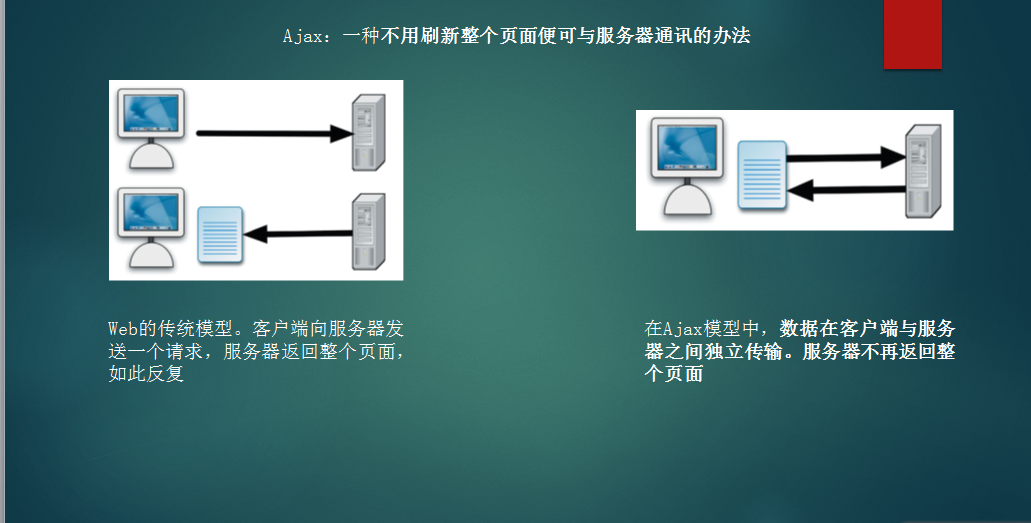 Ajax：一种不用刷新整个页面便可与服务器通讯的办法
Web的传统模型。客户端向服务器发
送一个请求，服务器返回整个页面，
如此反复
在Ajax模型中，数据在客户端与服务
器之间独立传输。服务器不再返回整
个页面